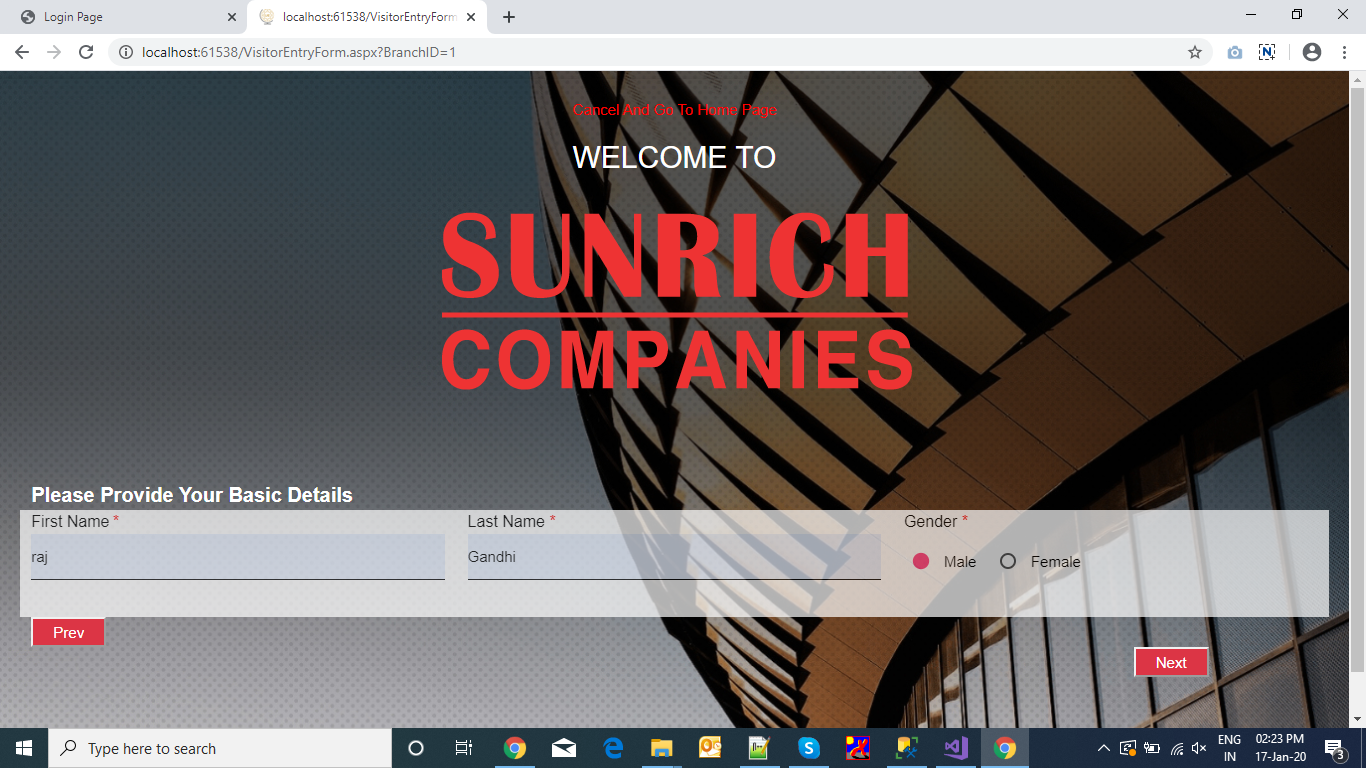 Login Page
localhost:61538/VisitorEntryForm
localhost:61538/VisitorEntryForm.aspx?BranchID=1
Cancel And Go To Home Page
WELCOME TO
SUNRICH
COMPANIES
Please Provide Your Basic Details
First Name * Last Name * Gender *
raj Gandhi Male Female
Prev
Next
Type here to search
ENG 02:23 PM
IN 17-Jan-20
3